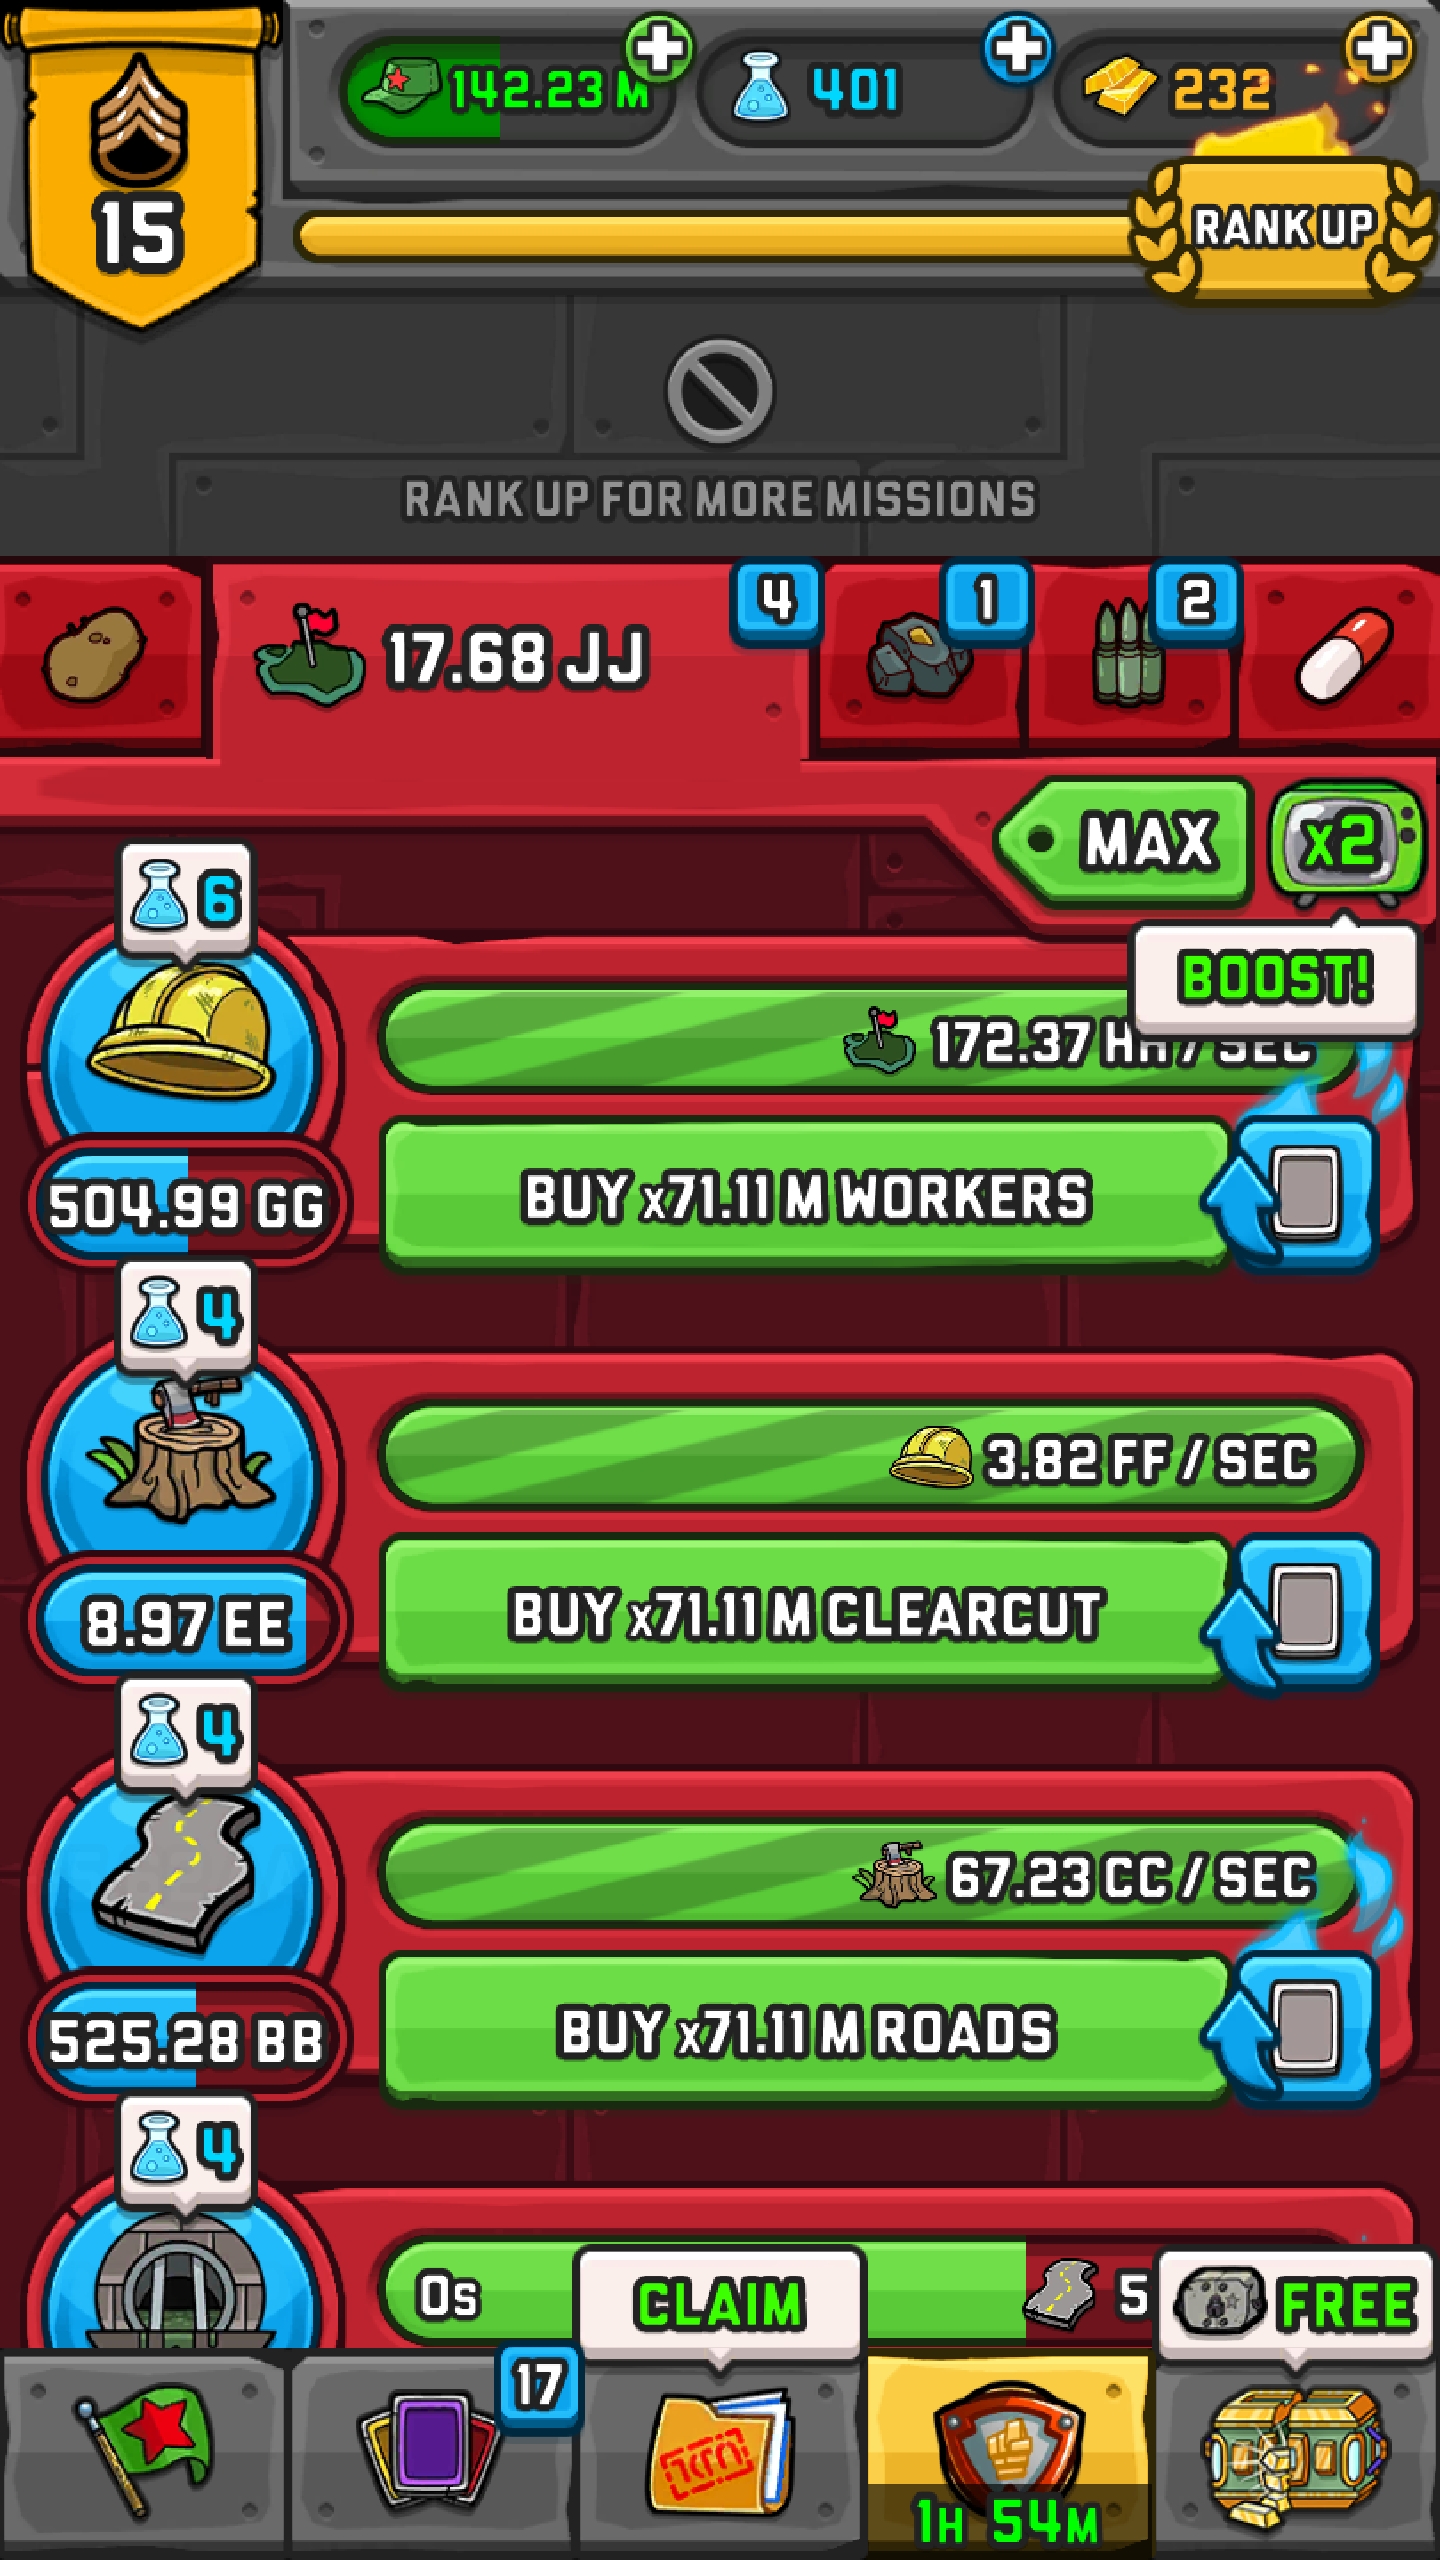 142.23 M
401
232
15
RANK UP
RANK UP FOR MORE MISSIONS
17.68 JJ
4
1
2
MAX
x2
BOOST!
6
172.37 HH / SEC
504.99 GG
BUY x71.11 M WORKERS
4
3.82 FF / SEC
8.97 EE
BUY x71.11 M CLEARCUT
4
67.23 CC / SEC
525.28 BB
BUY x71.11 M ROADS
4
0s
5
CLAIM
FREE
17
1H 54M